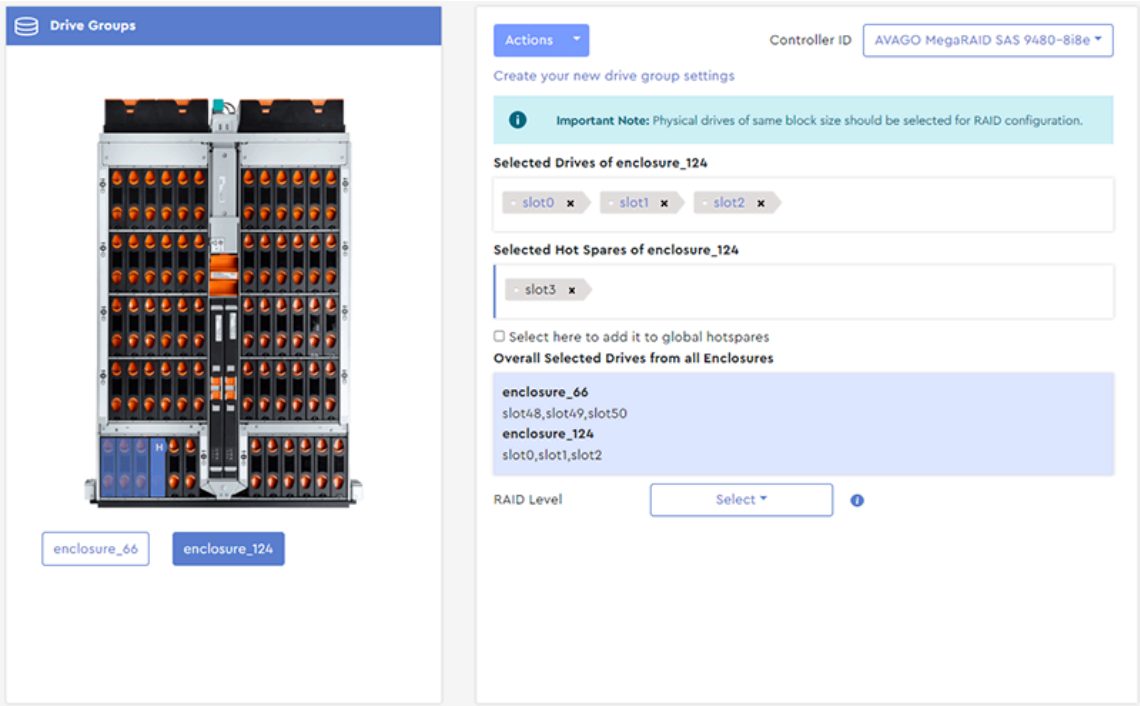 Drive Groups
enclosure_66 enclosure_124
H
Actions Controller ID AVAGO MegaRAID SAS 9480-8i8e
Create your new drive group settings
Important Note: Physical drives of same block size should be selected for RAID configuration.
Selected Drives of enclosure_124
slot0 × slot1 × slot2 ×
Selected Hot Spares of enclosure_124
slot3 ×
Select here to add it to global hotspares
Overall Selected Drives from all Enclosures
enclosure_66
slot48,slot49,slot50
enclosure_124
slot0,slot1,slot2
RAID Level Select